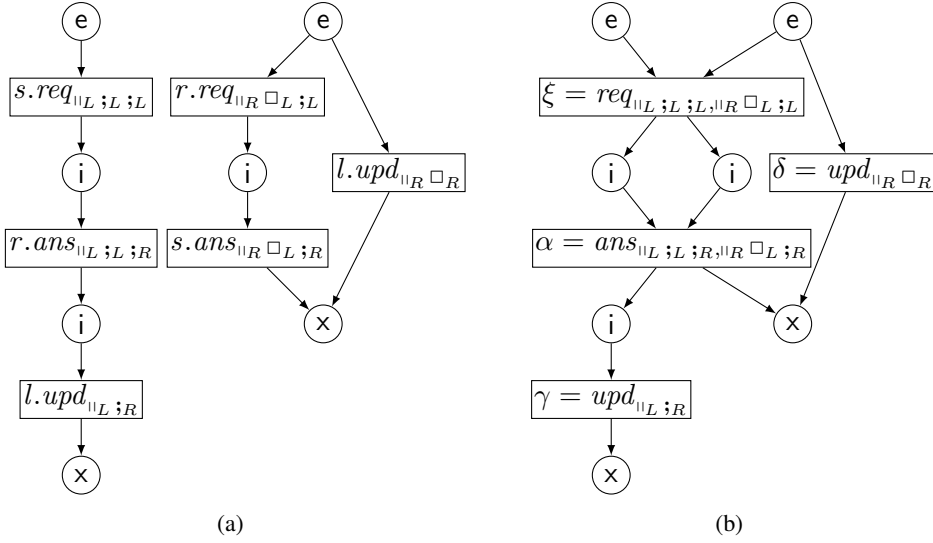 e e e e
s.req‖L ;L ;L r.req‖R □L ;L ξ = req‖L ;L ;L,‖R □L ;L
i i l.upd‖R □R i i δ = upd‖R □R
r.ans‖L ;L ;R s.ans‖R □L ;R α = ans‖L ;L ;R,‖R □L ;R
i x i x
l.upd‖L ;R γ = upd‖L ;R
x x
(a) (b)